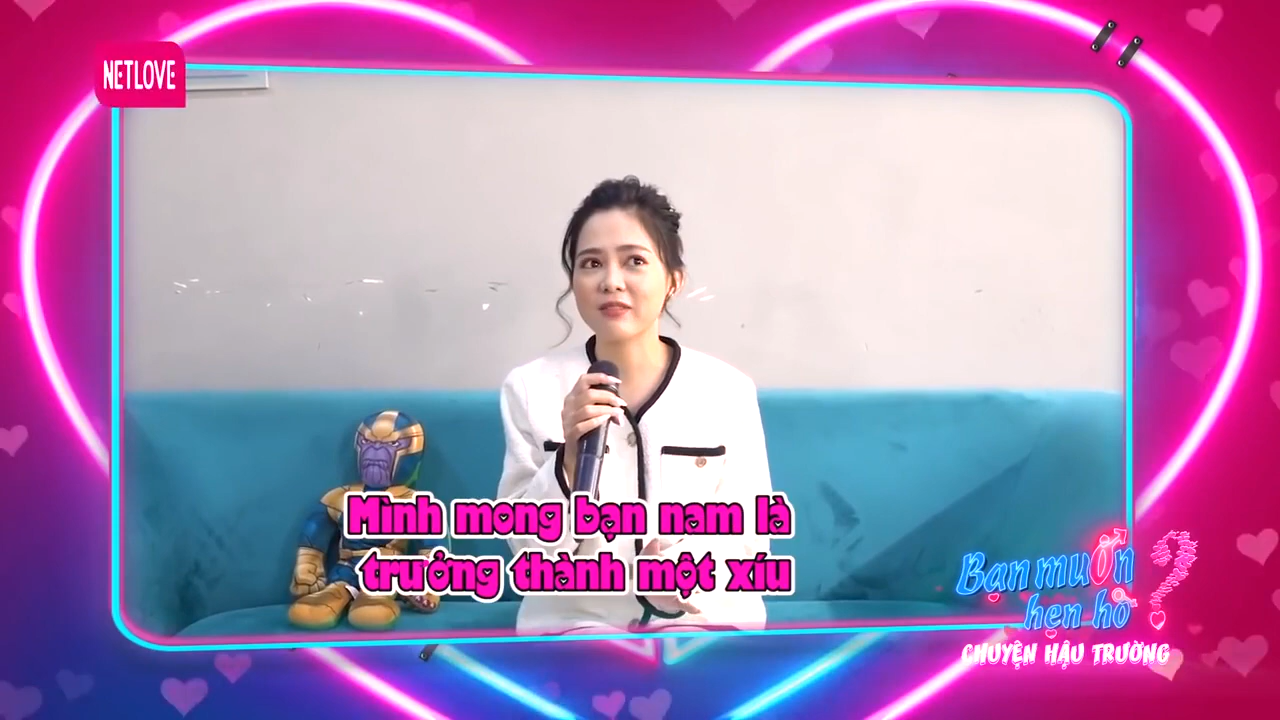 NETLOVE
Mình mong bạn nam là
trưởng thành một xíu
Bạn muốn
hẹn hò ?
CHUYỆN HẬU TRƯỜNG